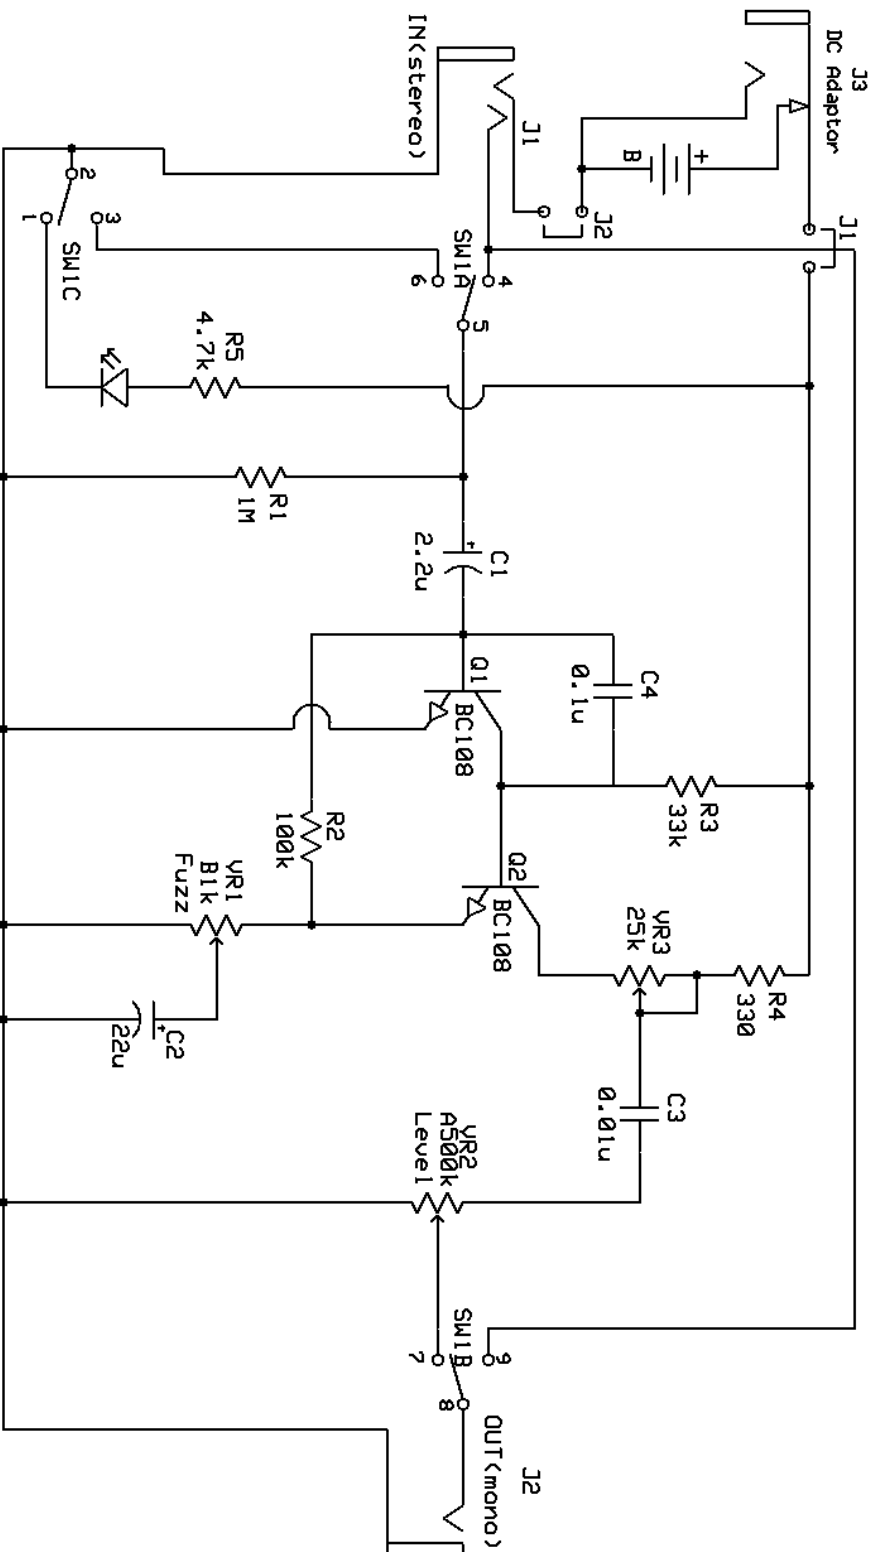 J3
DC Adaptor
J1
B
+
J2
IN(stereo)
J1
SW1A
4
5
6
2
3
1
SW1C
R5
4.7k
R1
1M
+
C1
2.2u
C4
0.1u
Q1
BC108
R3
33k
R2
100k
Q2
BC108
VR1
B1k
Fuzz
VR3
25k
R4
330
+
C2
22u
C3
0.01u
VR2
A500k
Level
SW1B
9
7
8
J2
OUT(mono)